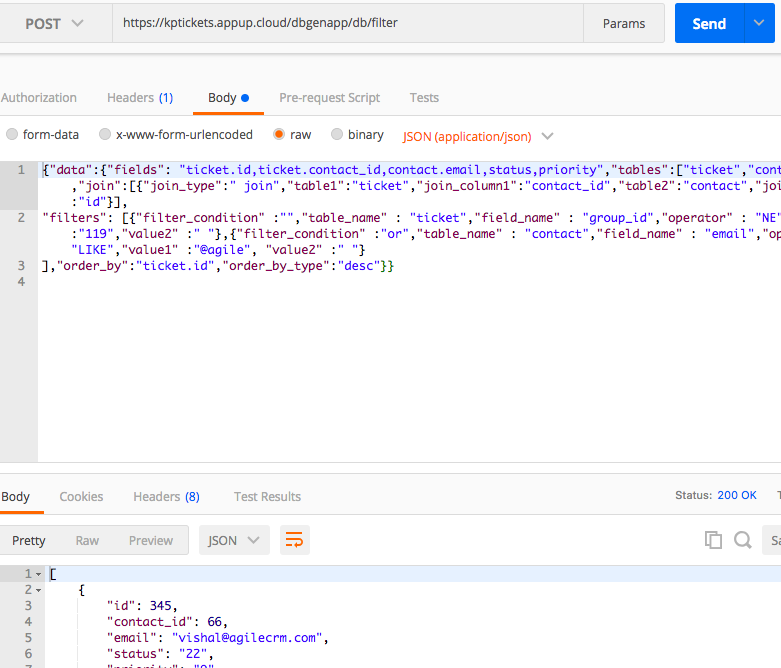 POST https://kptickets.appup.cloud/dbgenapp/db/filter Params Send
Authorization Headers (1) Body Pre-request Script Tests
form-data x-www-form-urlencoded raw binary JSON (application/json)
1 {"data":{"fields": "ticket.id,ticket.contact_id,contact.email,status,priority","tables":["ticket","cont
,"join":[{"join_type":" join","table1":"ticket","join_column1":"contact_id","table2":"contact","joi
:"id"}],
2 "filters": [{"filter_condition" :"","table_name" : "ticket","field_name" : "group_id","operator" : "NE"
:"119","value2" :" "},{"filter_condition" :"or","table_name" : "contact","field_name" : "email","op
"LIKE","value1" :"@agile", "value2" :" "}
3 ],"order_by":"ticket.id","order_by_type":"desc"}}
4
Body Cookies Headers (8) Test Results Status: 200 OK T
Pretty Raw Preview JSON Sa
1 [
2 {
3 "id": 345,
4 "contact_id": 66,
5 "email": "vishal@agilecrm.com",
6 "status": "22",